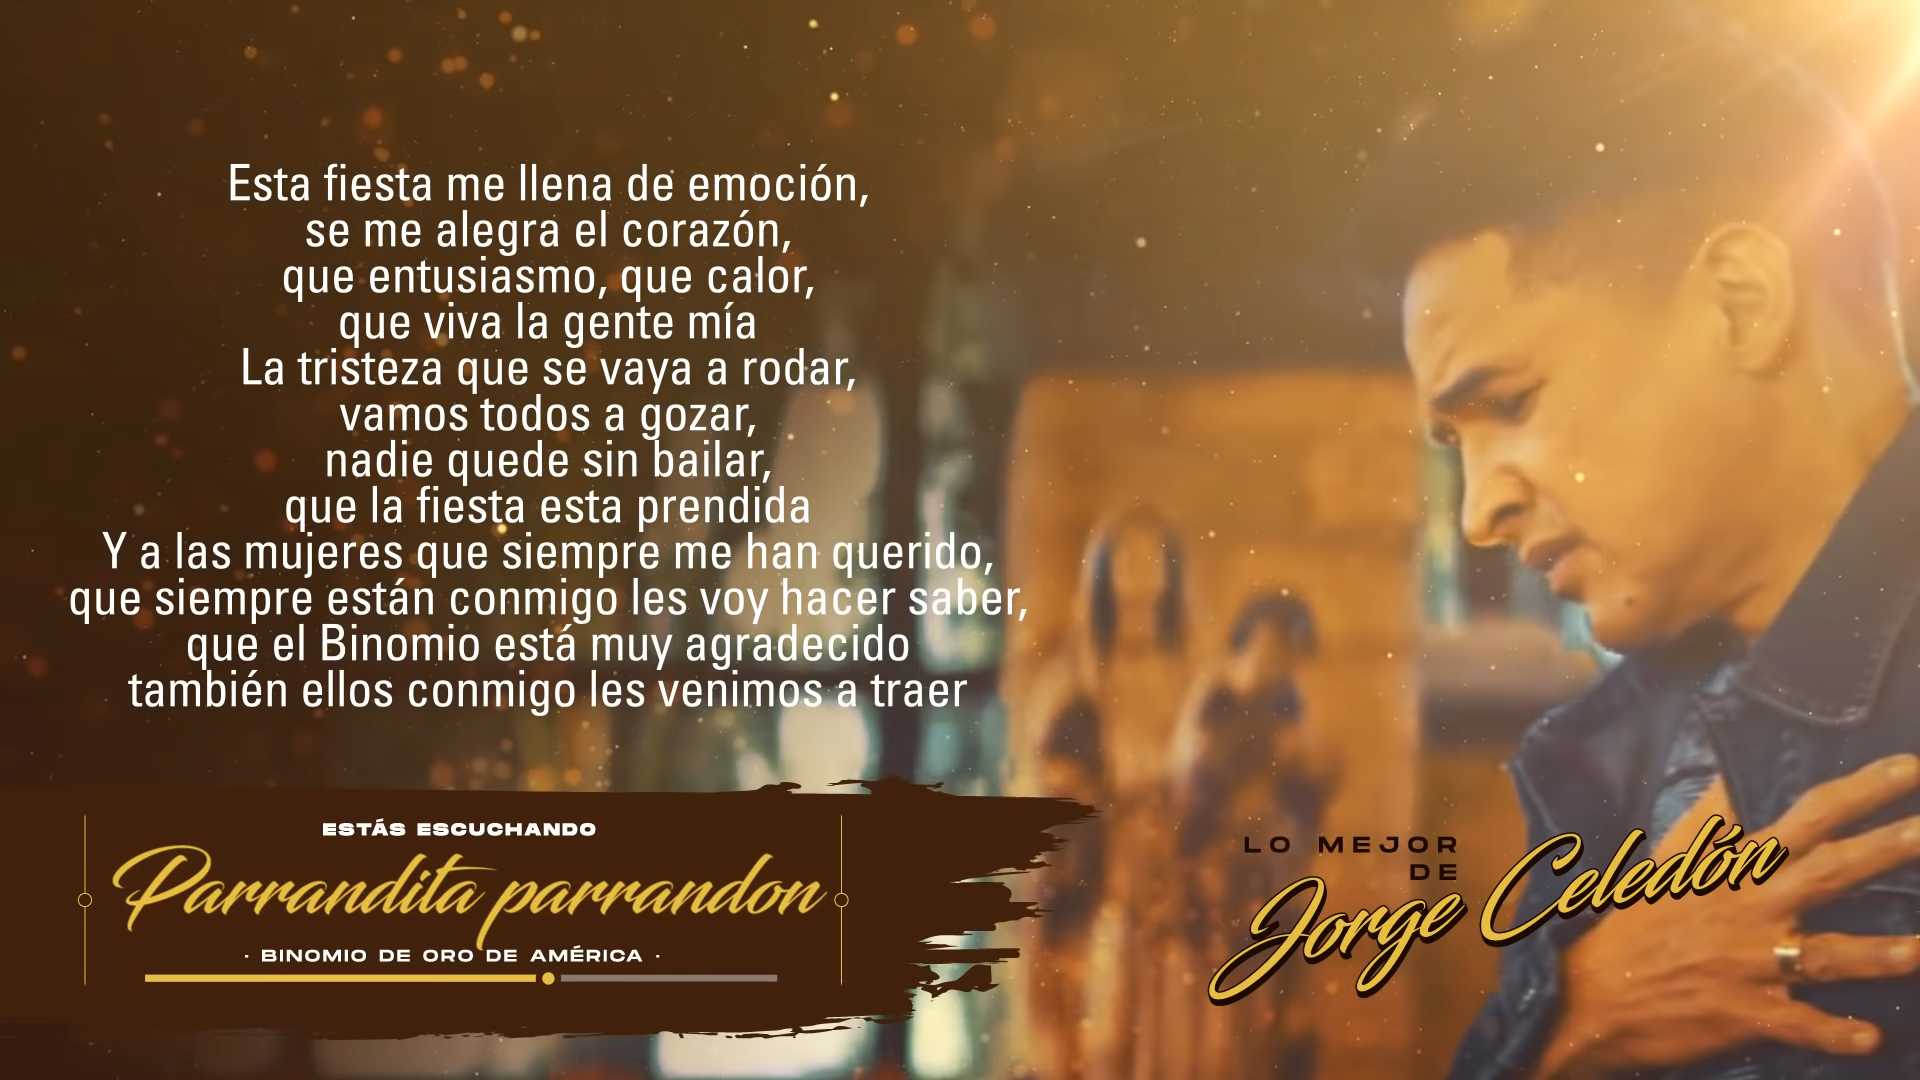 Esta fiesta me llena de emoción,
se me alegra el corazón,
que entusiasmo, que calor,
que viva la gente mía
La tristeza que se vaya a rodar,
vamos todos a gozar,
nadie quede sin bailar,
que la fiesta esta prendida
Y a las mujeres que siempre me han querido,
que siempre están conmigo les voy hacer saber,
que el Binomio está muy agradecido
también ellos conmigo les venimos a traer
ESTÁS ESCUCHANDO
Parrandita parrandon
· BINOMIO DE ORO DE AMÉRICA ·
LO MEJOR
DE
Jorge Celedón